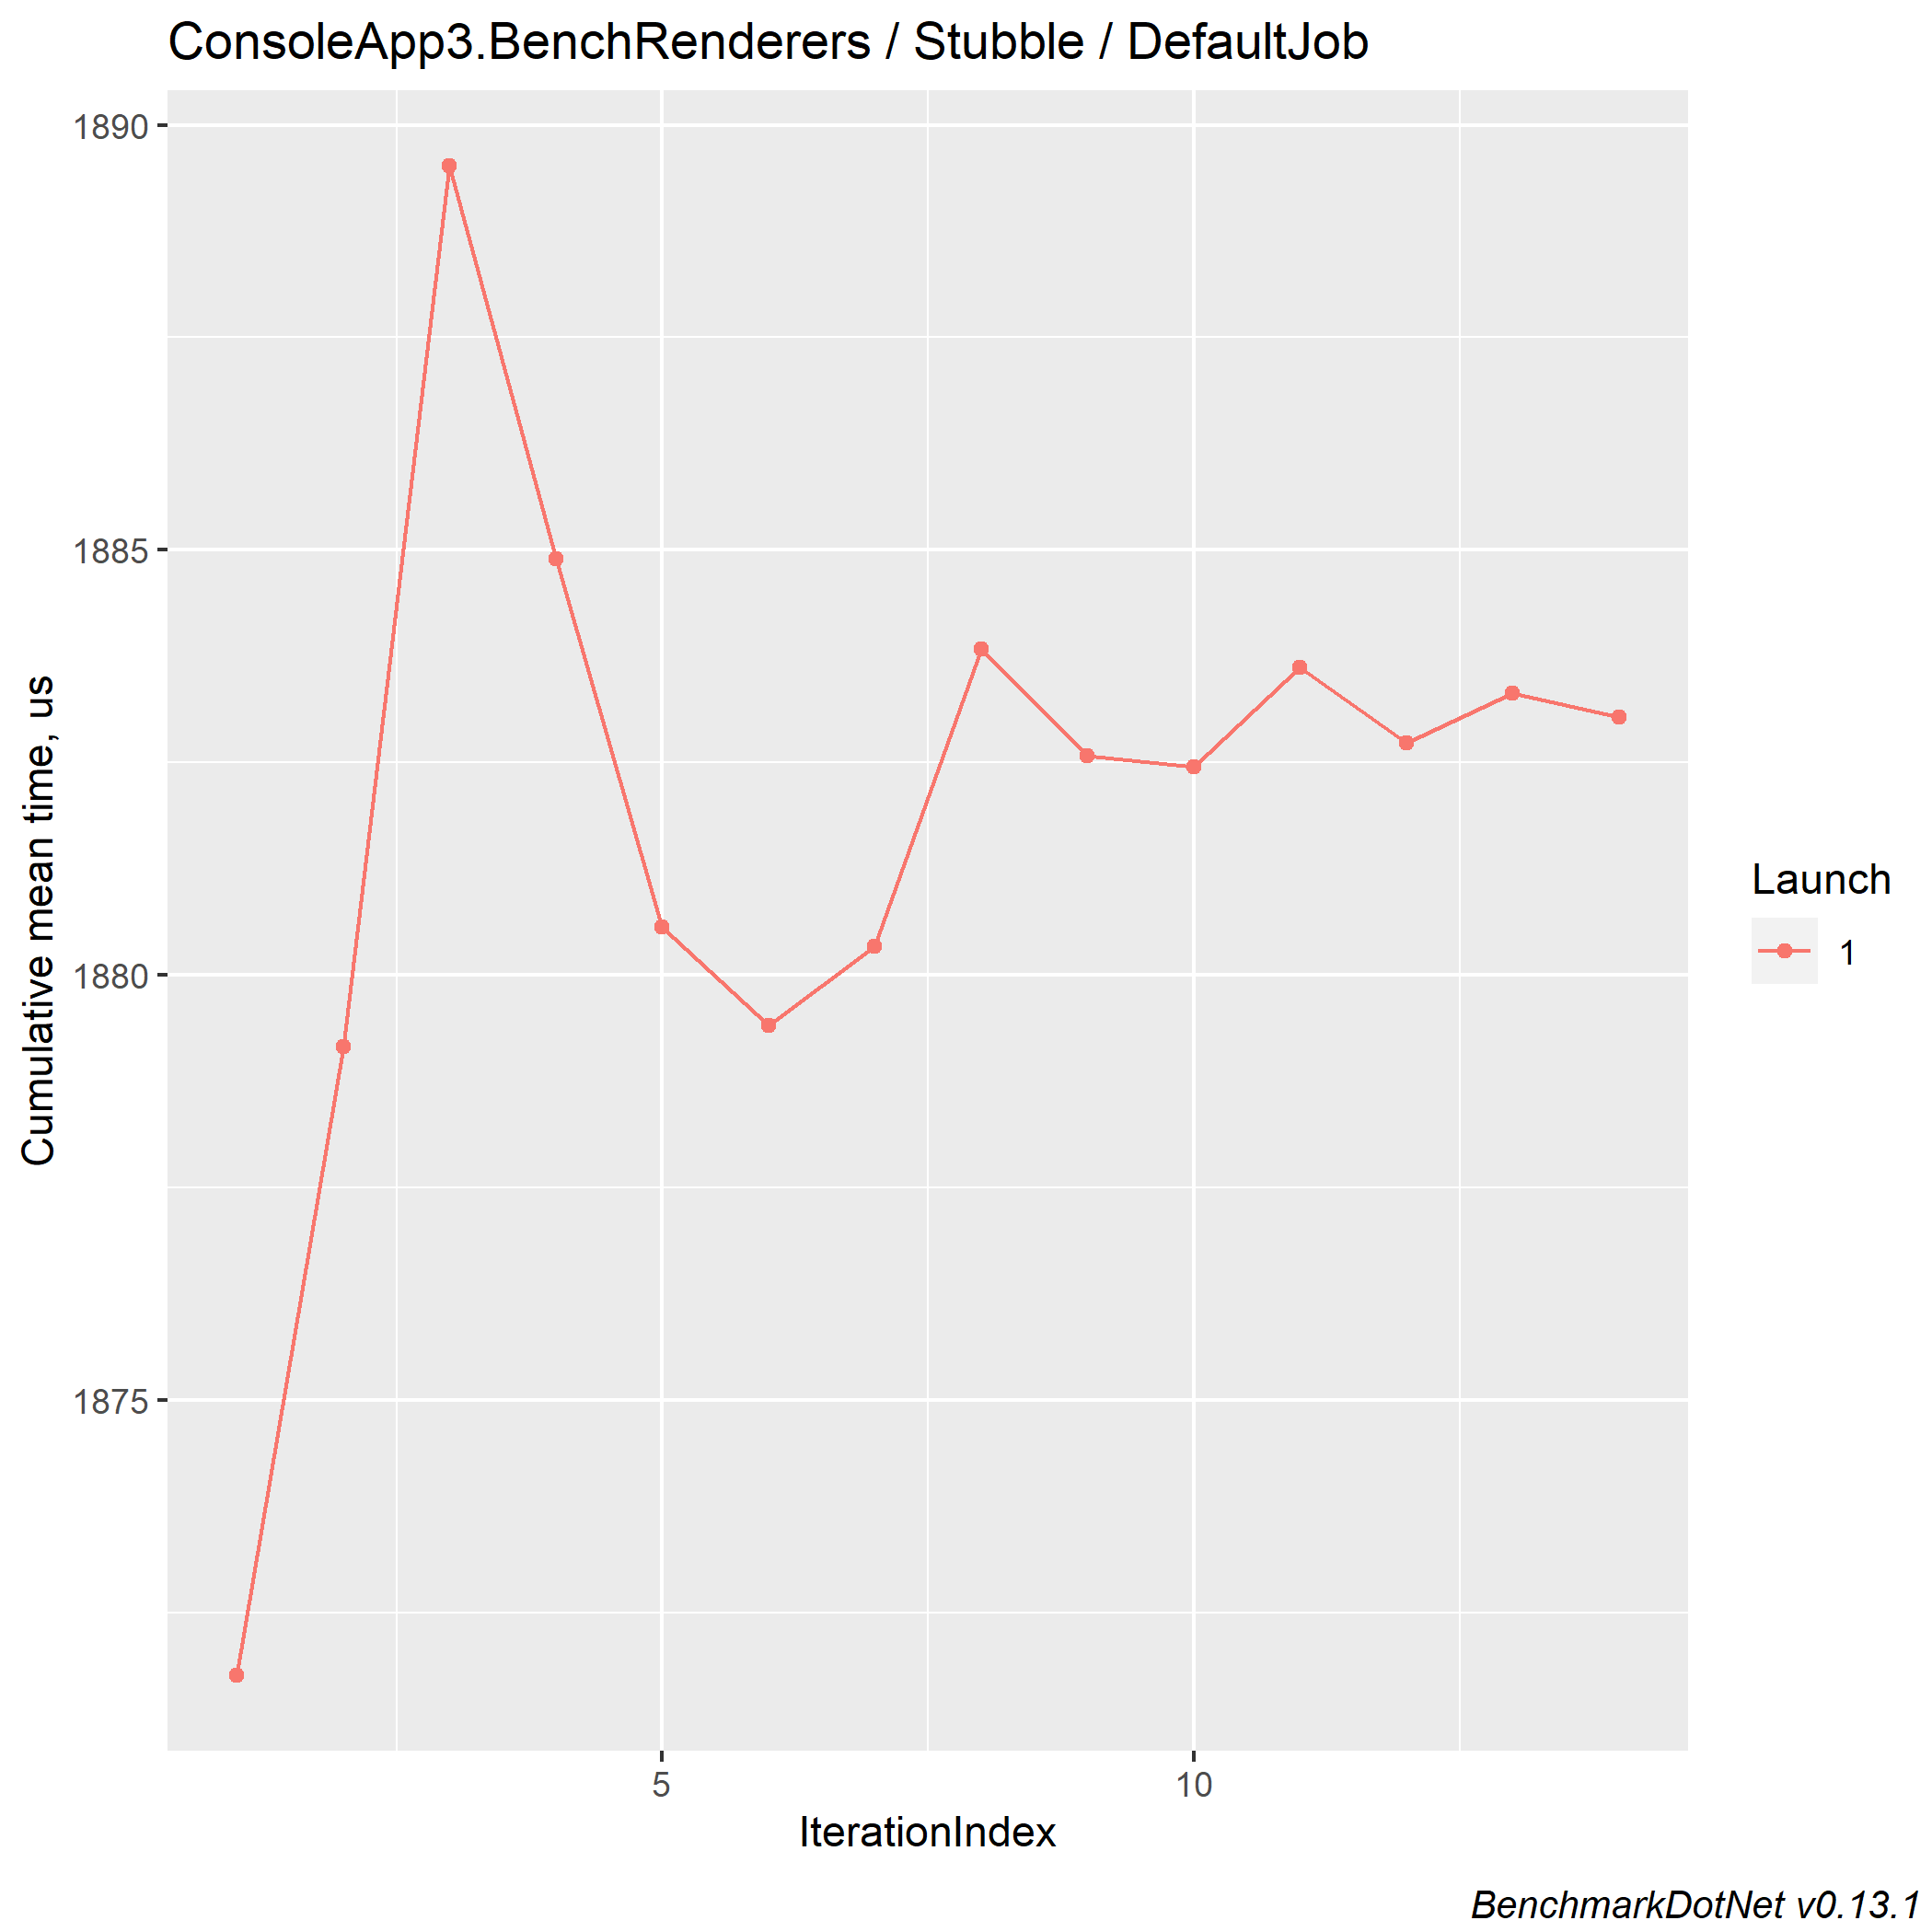 ConsoleApp3.BenchRenderers / Stubble / DefaultJob
Cumulative mean time, us
1890
1885
1880
1875
5
10
IterationIndex
Launch
1
BenchmarkDotNet v0.13.1